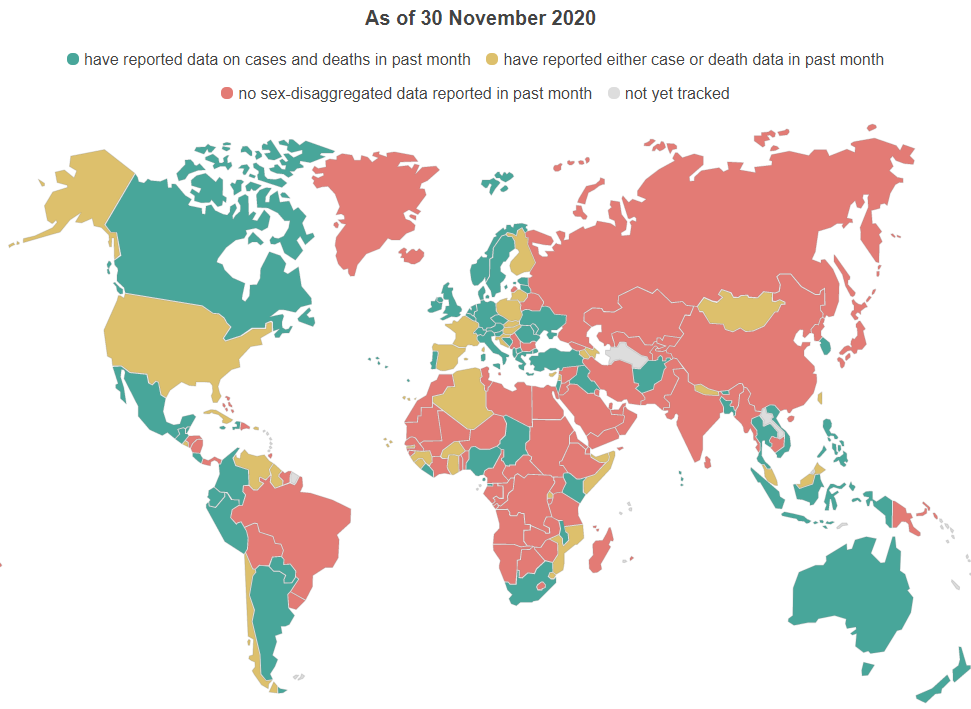 As of 30 November 2020
have reported data on cases and deaths in past month have reported either case or death data in past month
no sex-disaggregated data reported in past month not yet tracked